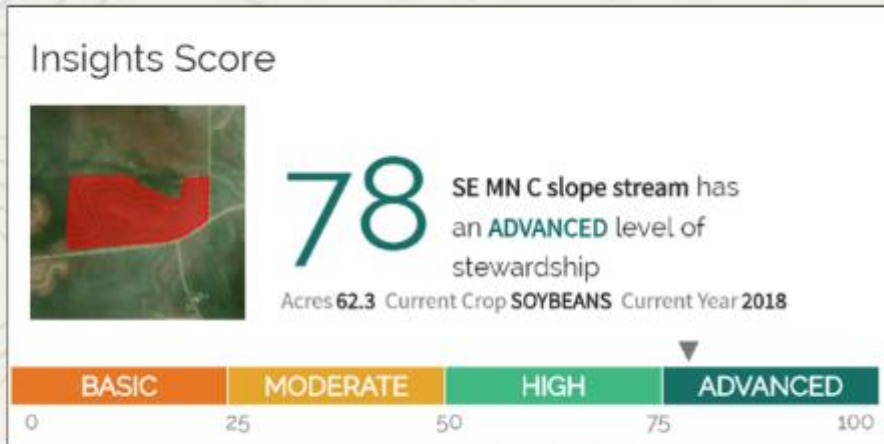 Insights Score
78
SE MN C slope stream has
an ADVANCED level of
stewardship
Acres 62.3 Current Crop SOYBEANS Current Year 2018
BASIC MODERATE HIGH ADVANCED
0 25 50 75 100